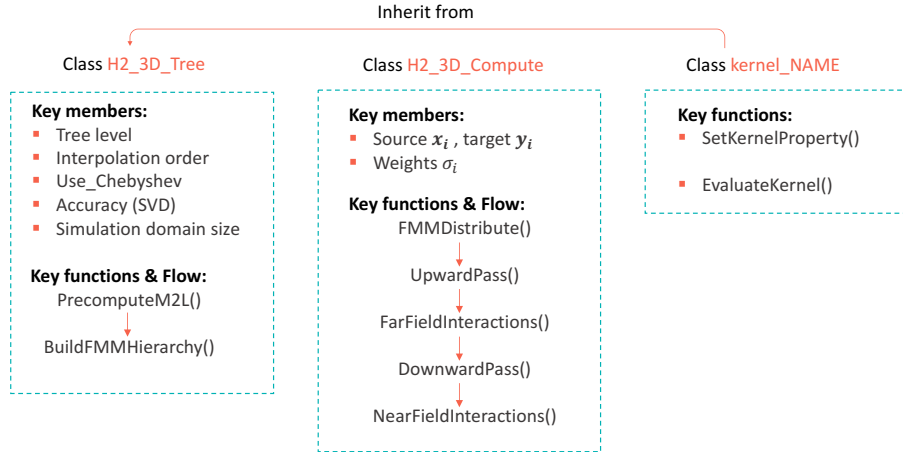 Inherit from
Class H2_3D_Tree
Key members:
Tree level
Interpolation order
Use_Chebyshev
Accuracy (SVD)
Simulation domain size
Key functions & Flow:
PrecomputeM2L()
BuildFMMHierarchy()
Class H2_3D_Compute
Key members:
Source 𝒙ᵢ , target 𝒚ᵢ
Weights σᵢ
Key functions & Flow:
FMMDistribute()
UpwardPass()
FarFieldInteractions()
DownwardPass()
NearFieldInteractions()
Class kernel_NAME
Key functions:
SetKernelProperty()
EvaluateKernel()